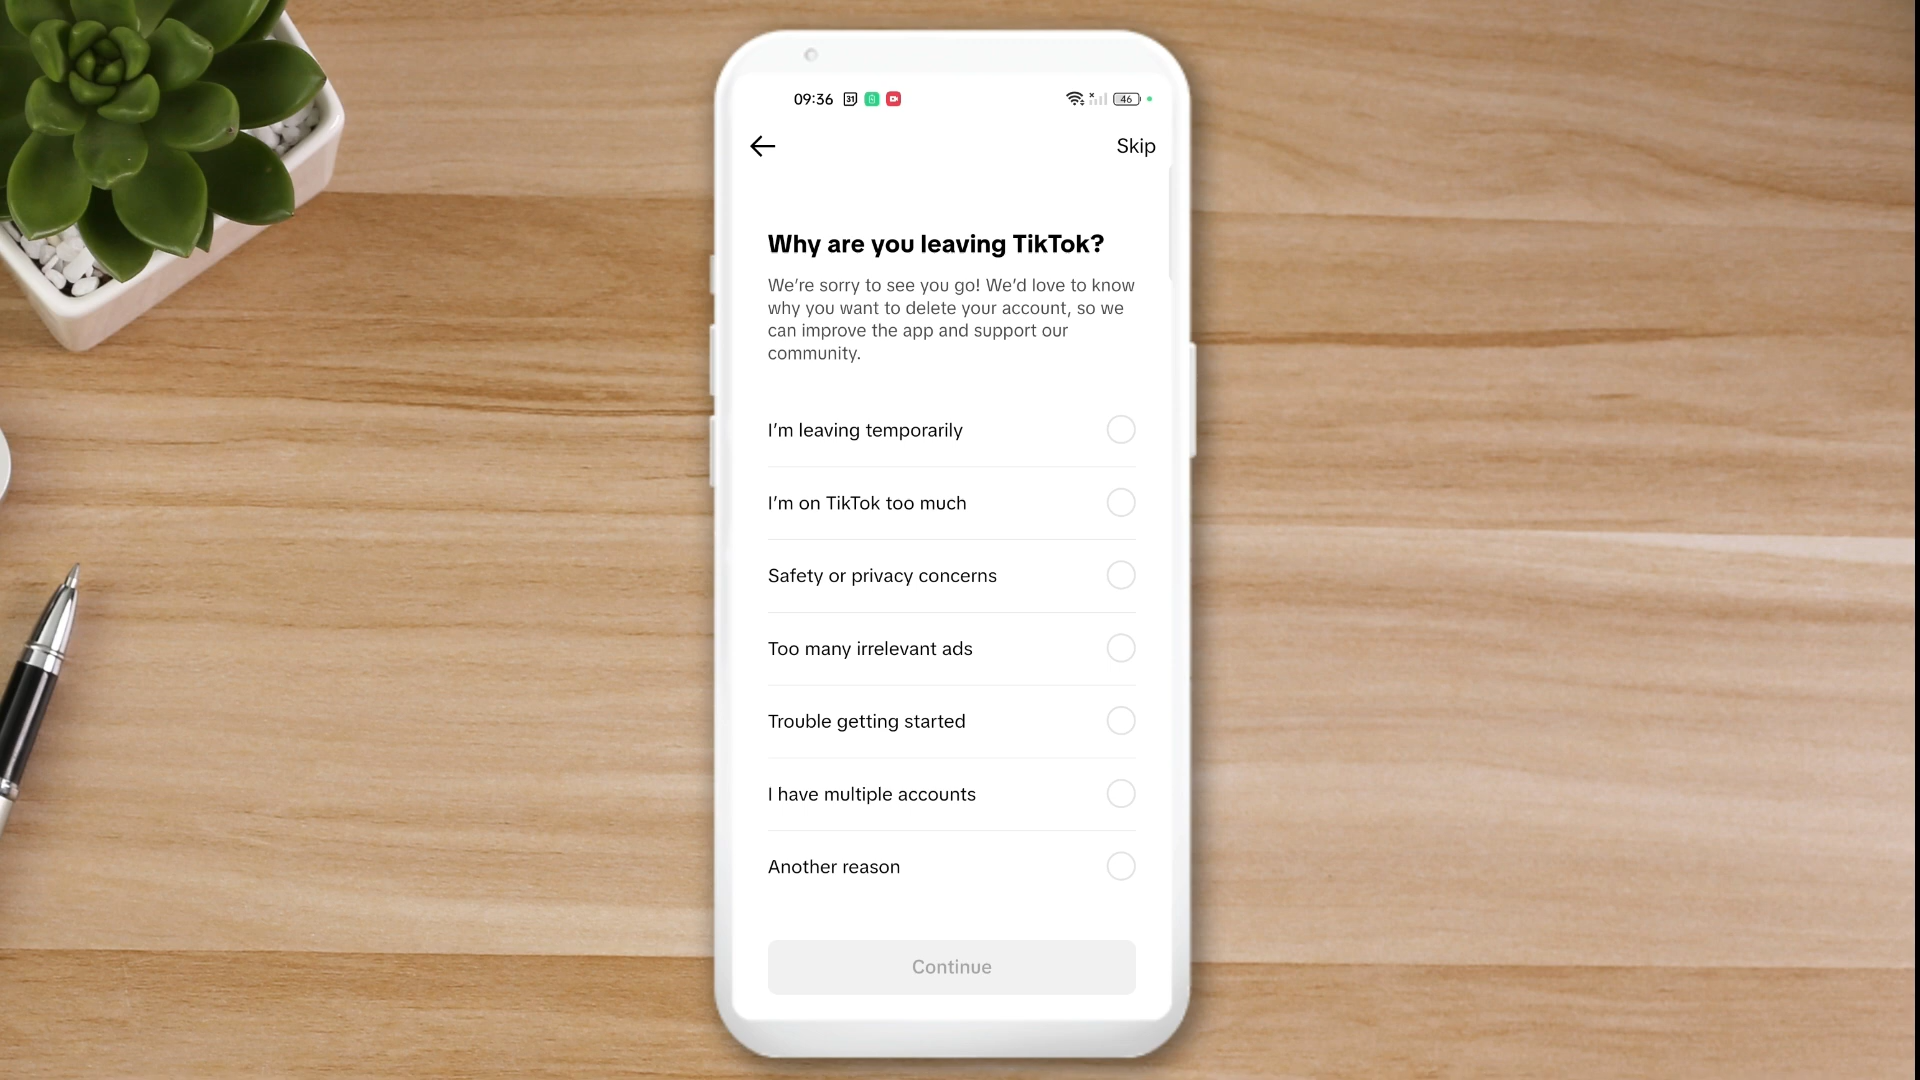 09:36 31 46
Skip
Why are you leaving TikTok?
We’re sorry to see you go! We’d love to know
why you want to delete your account, so we
can improve the app and support our
community.
I’m leaving temporarily
I’m on TikTok too much
Safety or privacy concerns
Too many irrelevant ads
Trouble getting started
I have multiple accounts
Another reason
Continue